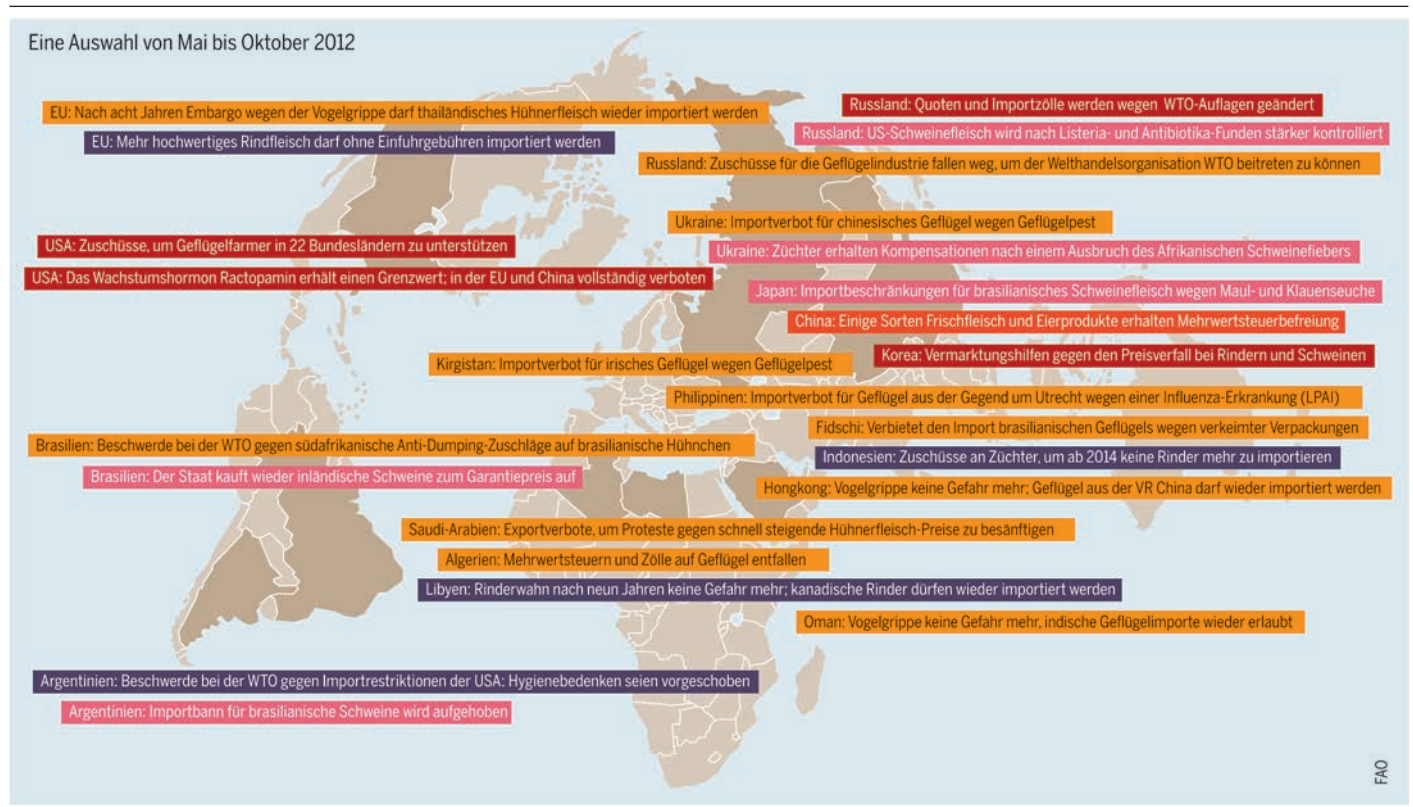 Eine Auswahl von Mai bis Oktober 2012
EU: Nach acht Jahren Embargo wegen der Vogelgrippe darf thailändisches Hühnerfleisch wieder importiert werden
EU: Mehr hochwertiges Rindfleisch darf ohne Einfuhrgebühren importiert werden
Russland: Quoten und Importzölle werden wegen WTO-Auflagen geändert
Russland: US-Schweinefleisch wird nach Listeria- und Antibiotika-Funden stärker kontrolliert
Russland: Zuschüsse für die Geflügelindustrie fallen weg, um der Welthandelsorganisation WTO beitreten zu können
Ukraine: Importverbot für chinesisches Geflügel wegen Geflügelpest
Ukraine: Züchter erhalten Kompensationen nach einem Ausbruch des Afrikanischen Schweinefiebers
USA: Zuschüsse, um Geflügelfarmer in 22 Bundesländern zu unterstützen
USA: Das Wachstumshormon Ractopamin erhält einen Grenzwert; in der EU und China vollständig verboten
Japan: Importbeschränkungen für brasilianisches Schweinefleisch wegen Maul- und Klauenseuche
China: Einige Sorten Frischfleisch und Eierprodukte erhalten Mehrwertsteuerbefreiung
Korea: Vermarktungshilfen gegen den Preisverfall bei Rindern und Schweinen
Kirgistan: Importverbot für irisches Geflügel wegen Geflügelpest
Philippinen: Importverbot für Geflügel aus der Gegend um Utrecht wegen einer Influenza-Erkrankung (LPAI)
Fidschi: Verbietet den Import brasilianischen Geflügels wegen verkeimter Verpackungen
Brasilien: Beschwerde bei der WTO gegen südafrikanische Anti-Dumping-Zuschläge auf brasilianische Hühnchen
Brasilien: Der Staat kauft wieder inländische Schweine zum Garantiepreis auf
Indonesien: Zuschüsse an Züchter, um ab 2014 keine Rinder mehr zu importieren
Hongkong: Vogelgrippe keine Gefahr mehr; Geflügel aus der VR China darf wieder importiert werden
Saudi-Arabien: Exportverbote, um Proteste gegen schnell steigende Hühnerfleisch-Preise zu besänftigen
Algerien: Mehrwertsteuern und Zölle auf Geflügel entfallen
Libyen: Rinderwahn nach neun Jahren keine Gefahr mehr; kanadische Rinder dürfen wieder importiert werden
Oman: Vogelgrippe keine Gefahr mehr, indische Geflügelimporte wieder erlaubt
Argentinien: Beschwerde bei der WTO gegen Importrestriktionen der USA: Hygienebedenken seien vorgeschoben
Argentinien: Importbann für brasilianische Schweine wird aufgehoben
FAO